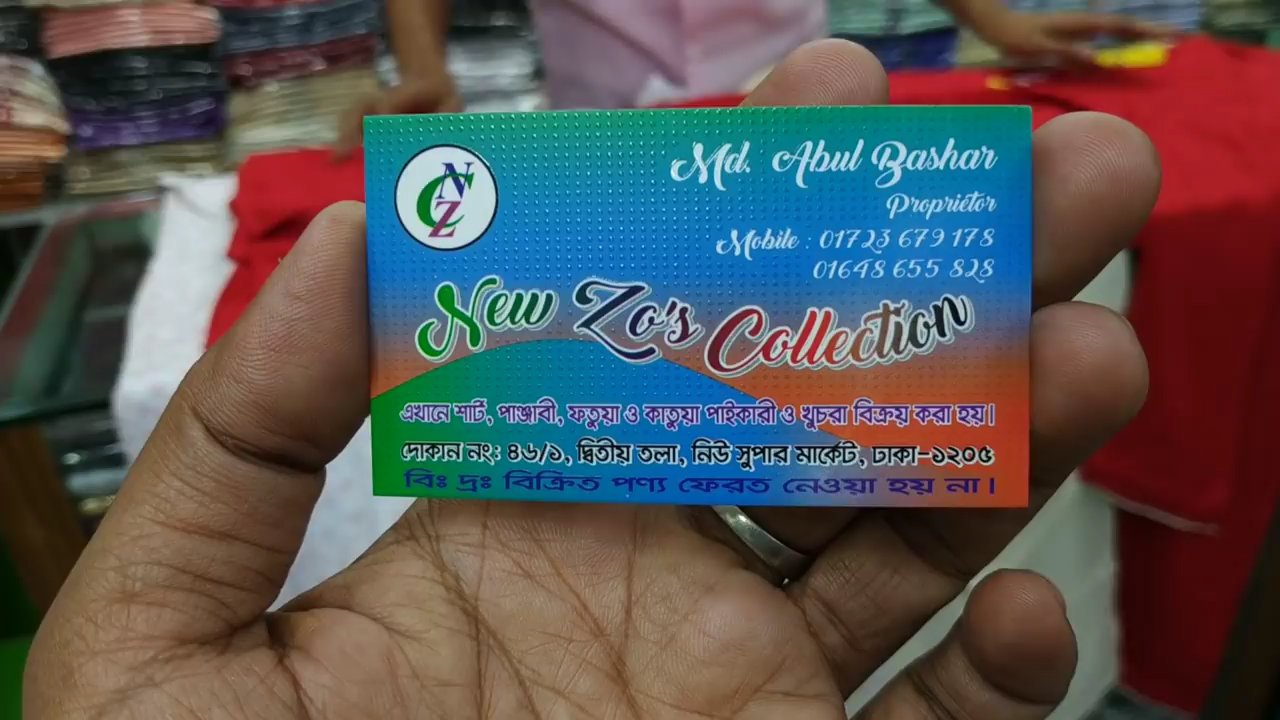 NCZ
Md. Abul Bashar
Proprietor
Mobile : 01723 679 178
01648 655 828
New Zo's Collection
এখানে শার্ট, পাঞ্জাবী, ফতুয়া ও কাতুয়া পাইকারী ও খুচরা বিক্রয় করা হয়।
দোকান নং: ৪৬/১, দ্বিতীয় তলা, নিউ সুপার মার্কেট, ঢাকা-১২০৫
বিঃ দ্রঃ বিক্রিত পণ্য ফেরত নেওয়া হয় না।